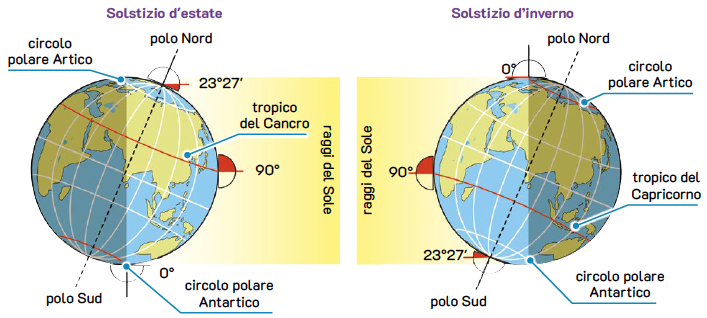 Solstizio d'estate
polo Nord
circolo
polare Artico
23°27'
tropico
del Cancro
90°
raggi del Sole
0°
circolo polare
Antartico
polo Sud
Solstizio d'inverno
polo Nord
0°
circolo
polare Artico
raggi del Sole
90°
tropico del
Capricorno
23°27'
circolo polare
Antartico
polo Sud